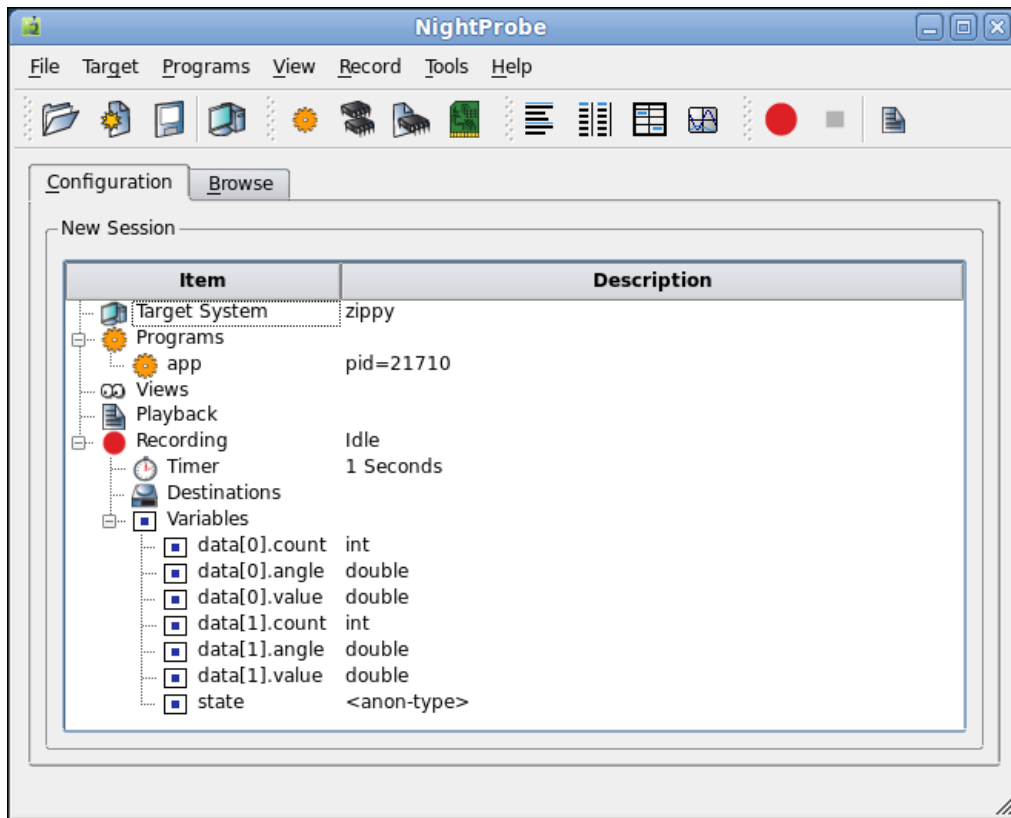 NightProbe
File Target Programs View Record Tools Help
Configuration Browse
New Session
Item Description
Target System zippy
Programs
app pid=21710
Views
Playback
Recording Idle
Timer 1 Seconds
Destinations
Variables
data[0].count int
data[0].angle double
data[0].value double
data[1].count int
data[1].angle double
data[1].value double
state <anon-type>